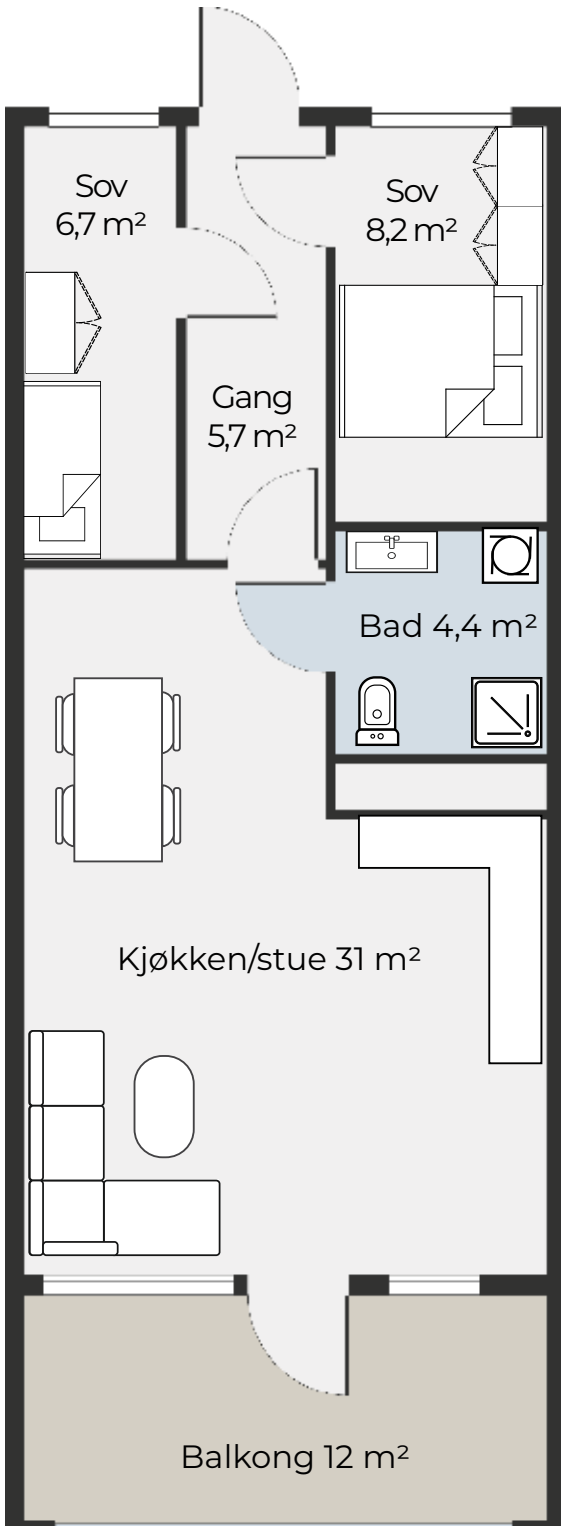 Sov
6,7 m²
Sov
8,2 m²
Gang
5,7 m²
Bad 4,4 m²
Kjøkken/stue 31 m²
Balkong 12 m²